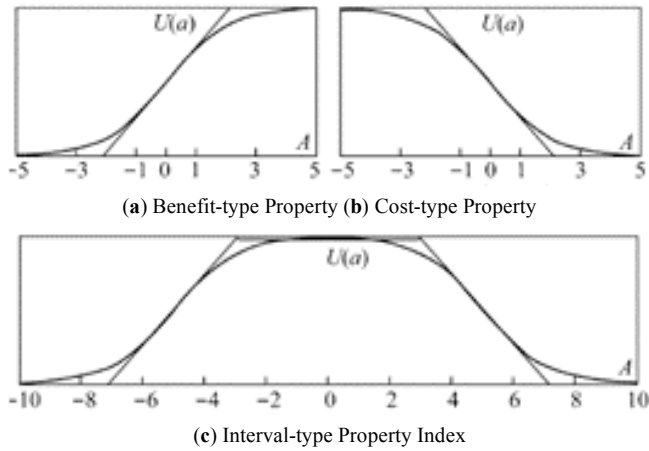 U(a) U(a)
A A
-5 -3 -1 0 1 3 5 -5 -3 -1 0 1 3 5
(a) Benefit-type Property (b) Cost-type Property
U(a)
A
-10 -8 -6 -4 -2 0 2 4 6 8 10
(c) Interval-type Property Index